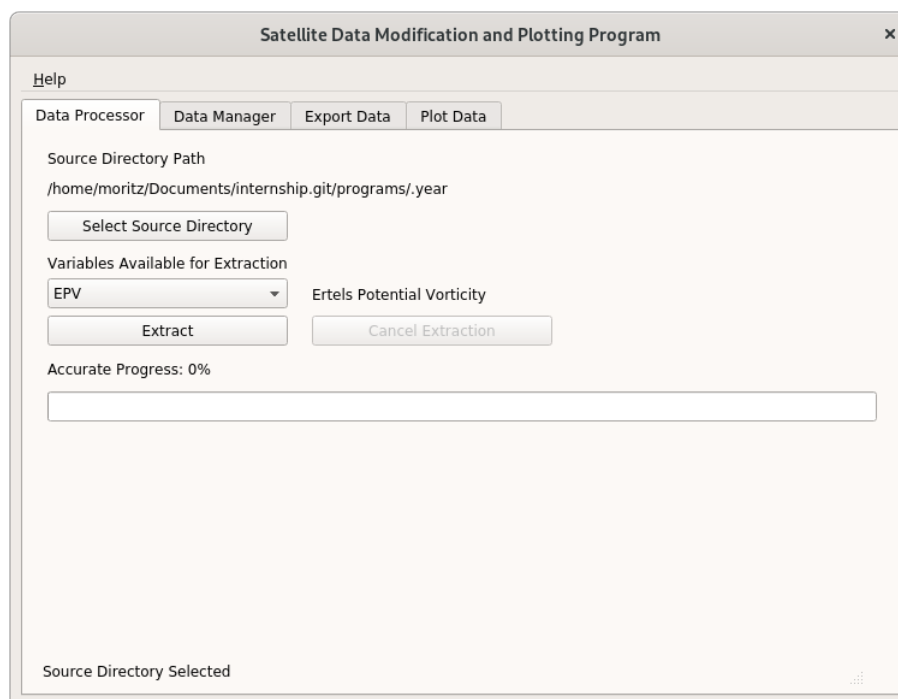 Satellite Data Modification and Plotting Program ×
Help
Data Processor Data Manager Export Data Plot Data
Source Directory Path
/home/moritz/Documents/internship.git/programs/.year
Select Source Directory
Variables Available for Extraction
EPV Ertels Potential Vorticity
Extract Cancel Extraction
Accurate Progress: 0%
Source Directory Selected